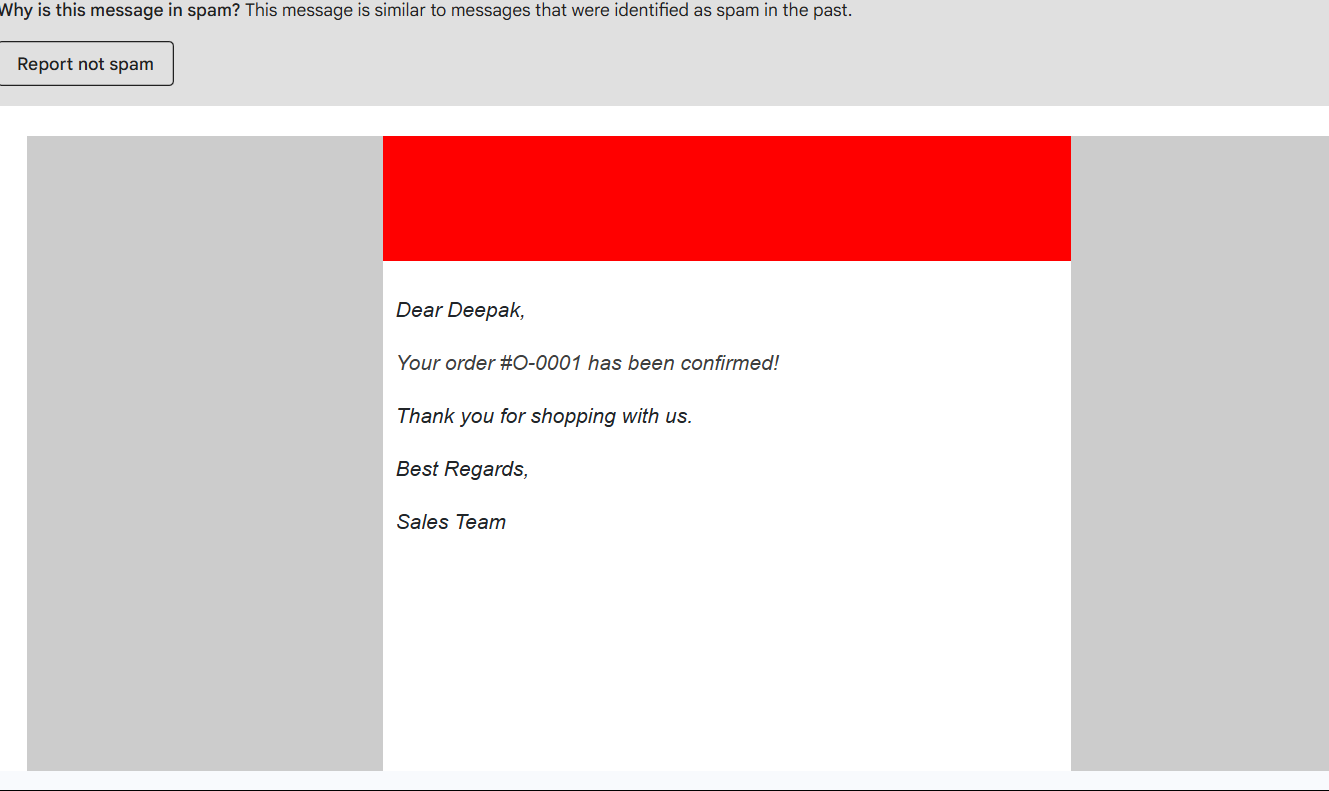 Why is this message in spam? This message is similar to messages that were identified as spam in the past.
Report not spam
Dear Deepak,
Your order #O-0001 has been confirmed!
Thank you for shopping with us.
Best Regards,
Sales Team